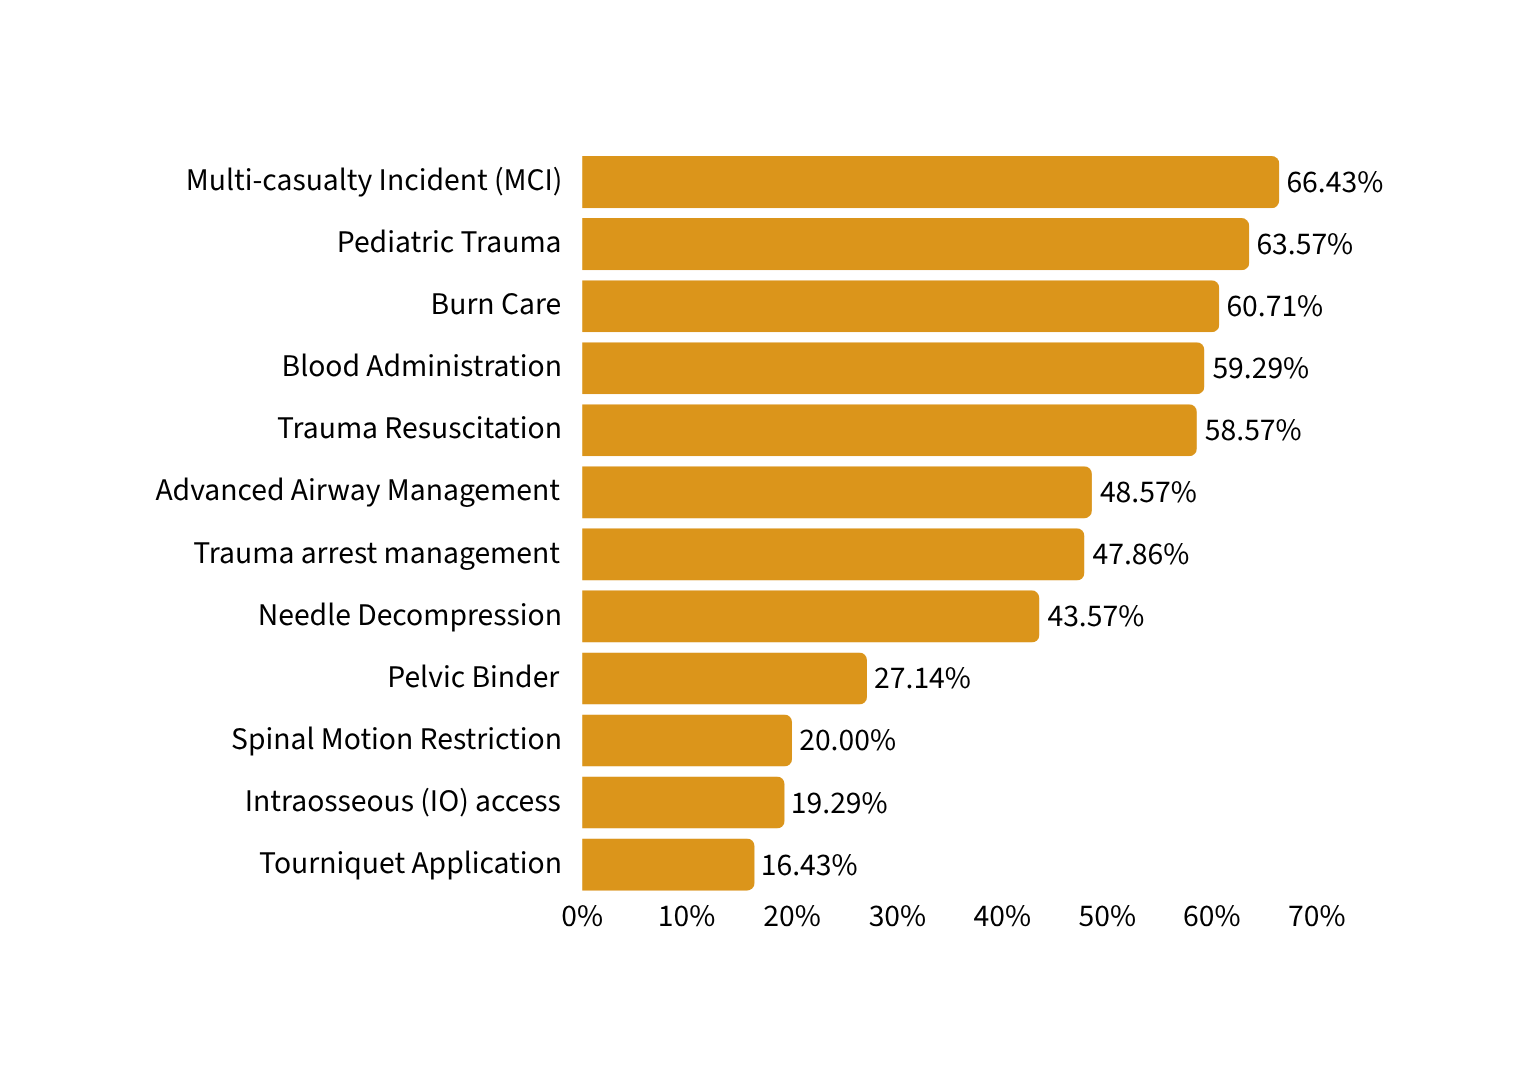 Multi-casualty Incident (MCI) 66.43%
Pediatric Trauma 63.57%
Burn Care 60.71%
Blood Administration 59.29%
Trauma Resuscitation 58.57%
Advanced Airway Management 48.57%
Trauma arrest management 47.86%
Needle Decompression 43.57%
Pelvic Binder 27.14%
Spinal Motion Restriction 20.00%
Intraosseous (IO) access 19.29%
Tourniquet Application 16.43%
0% 10% 20% 30% 40% 50% 60% 70%